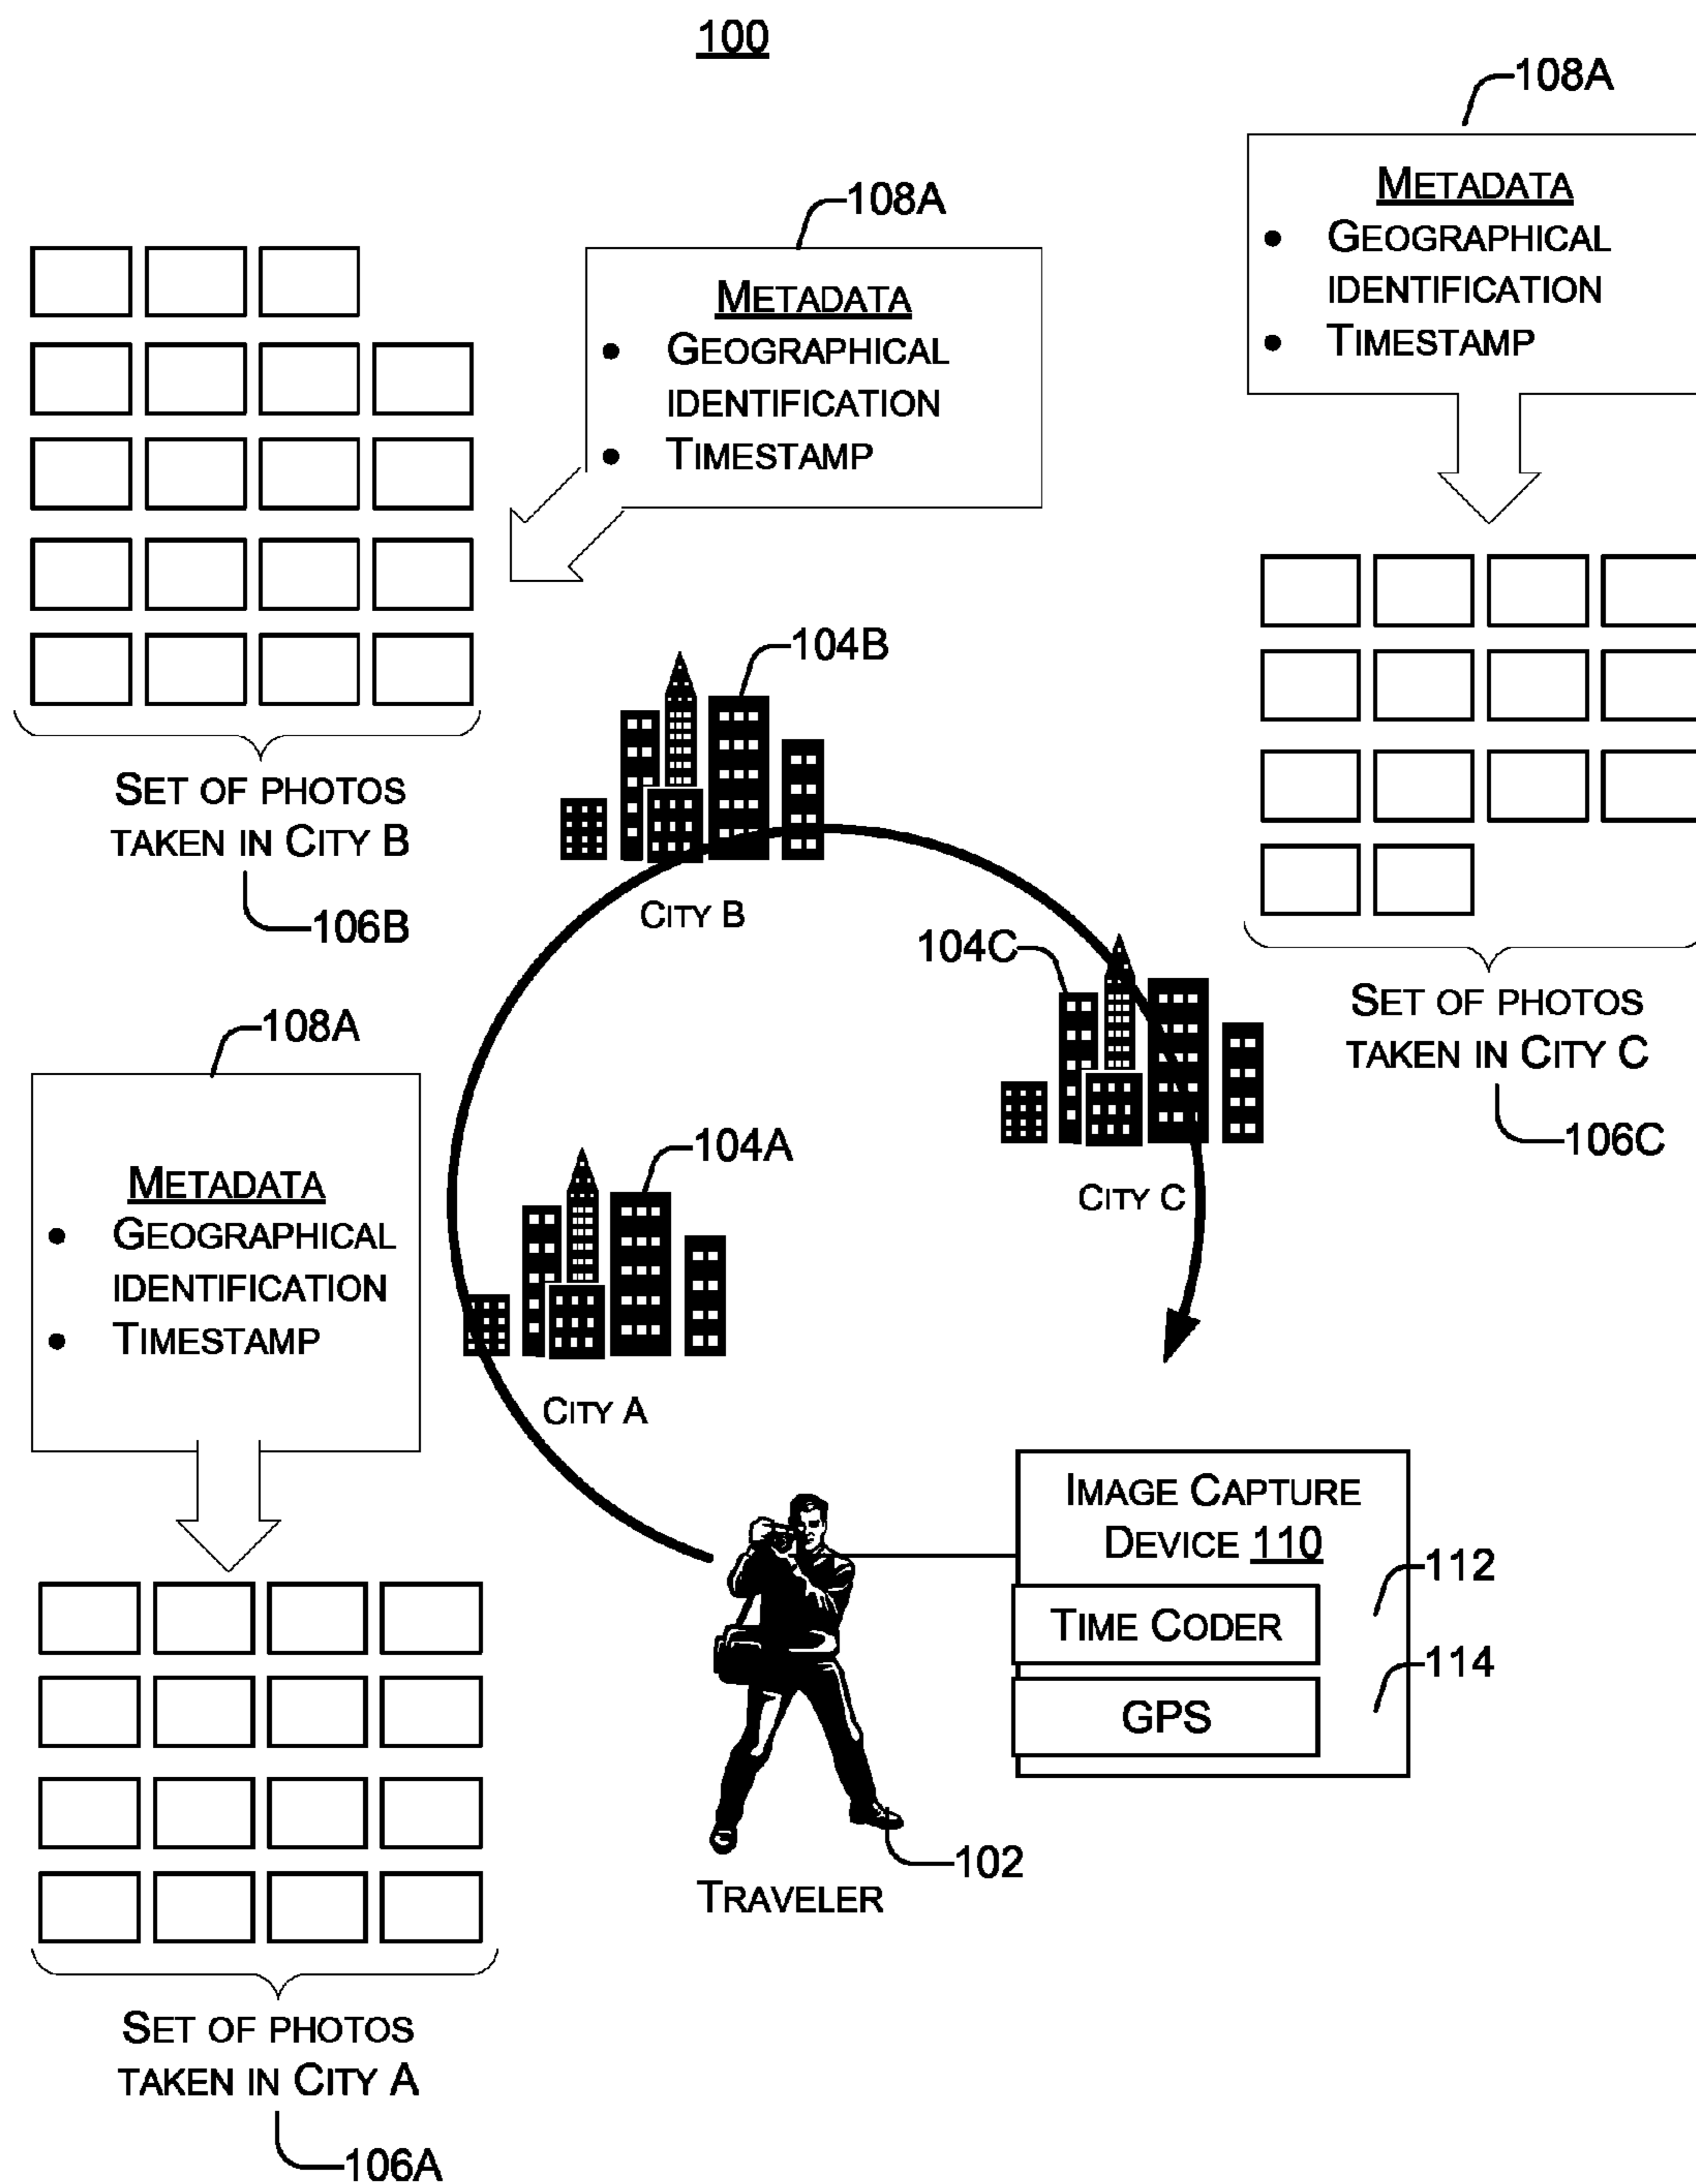 100
108A
METADATA
• GEOGRAPHICAL
IDENTIFICATION
• TIMESTAMP
108A
METADATA
• GEOGRAPHICAL
IDENTIFICATION
• TIMESTAMP
SET OF PHOTOS
TAKEN IN CITY B
106B
104B
CITY B
104C
CITY C
SET OF PHOTOS
TAKEN IN CITY C
106C
108A
METADATA
• GEOGRAPHICAL
IDENTIFICATION
• TIMESTAMP
104A
CITY A
IMAGE CAPTURE
DEVICE 110
TIME CODER
112
GPS
114
102
TRAVELER
SET OF PHOTOS
TAKEN IN CITY A
106A